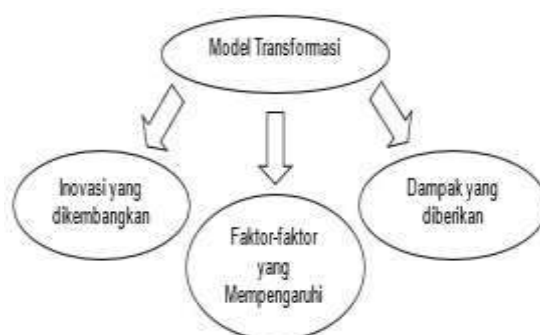 Model Transformasi
Inovasi yang
dikembangkan
Faktor-faktor
yang
Mempengaruhi
Dampak yang
diberikan